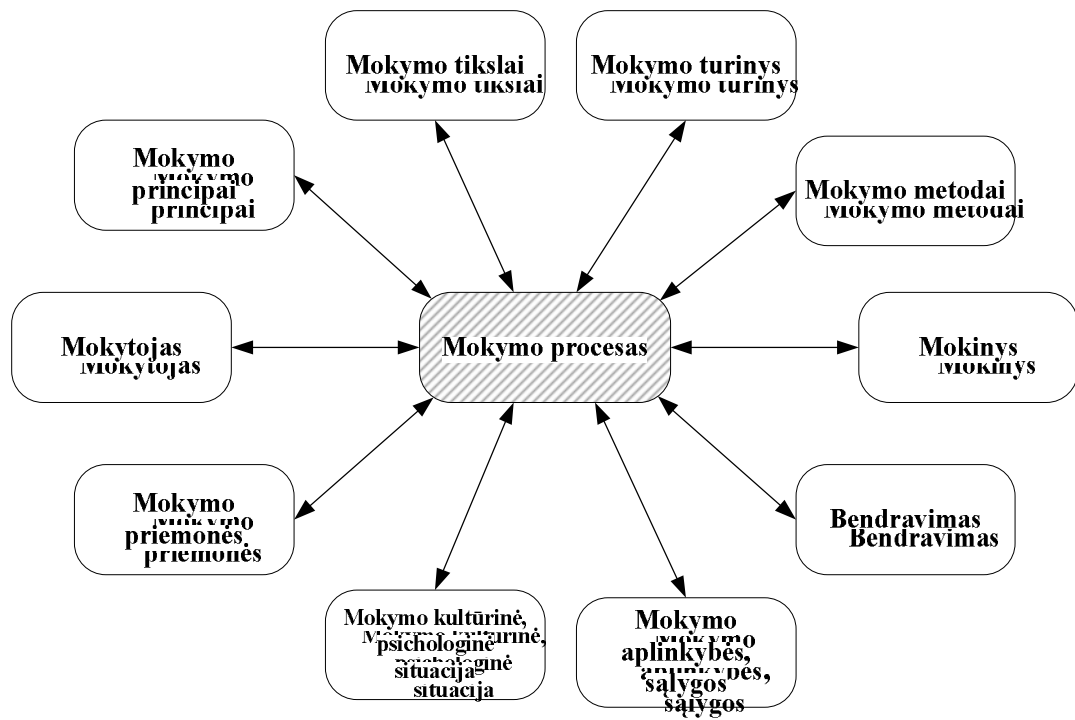 Mokymo tikslai
Mokymo turinys
Mokymo
principai
Mokymo metodai
Mokytojas
Mokymo procesas
Mokinys
Mokymo
priemonės
Bendravimas
Mokymo kultūrinė,
psichologinė
situacija
Mokymo
aplinkybės,
sąlygos